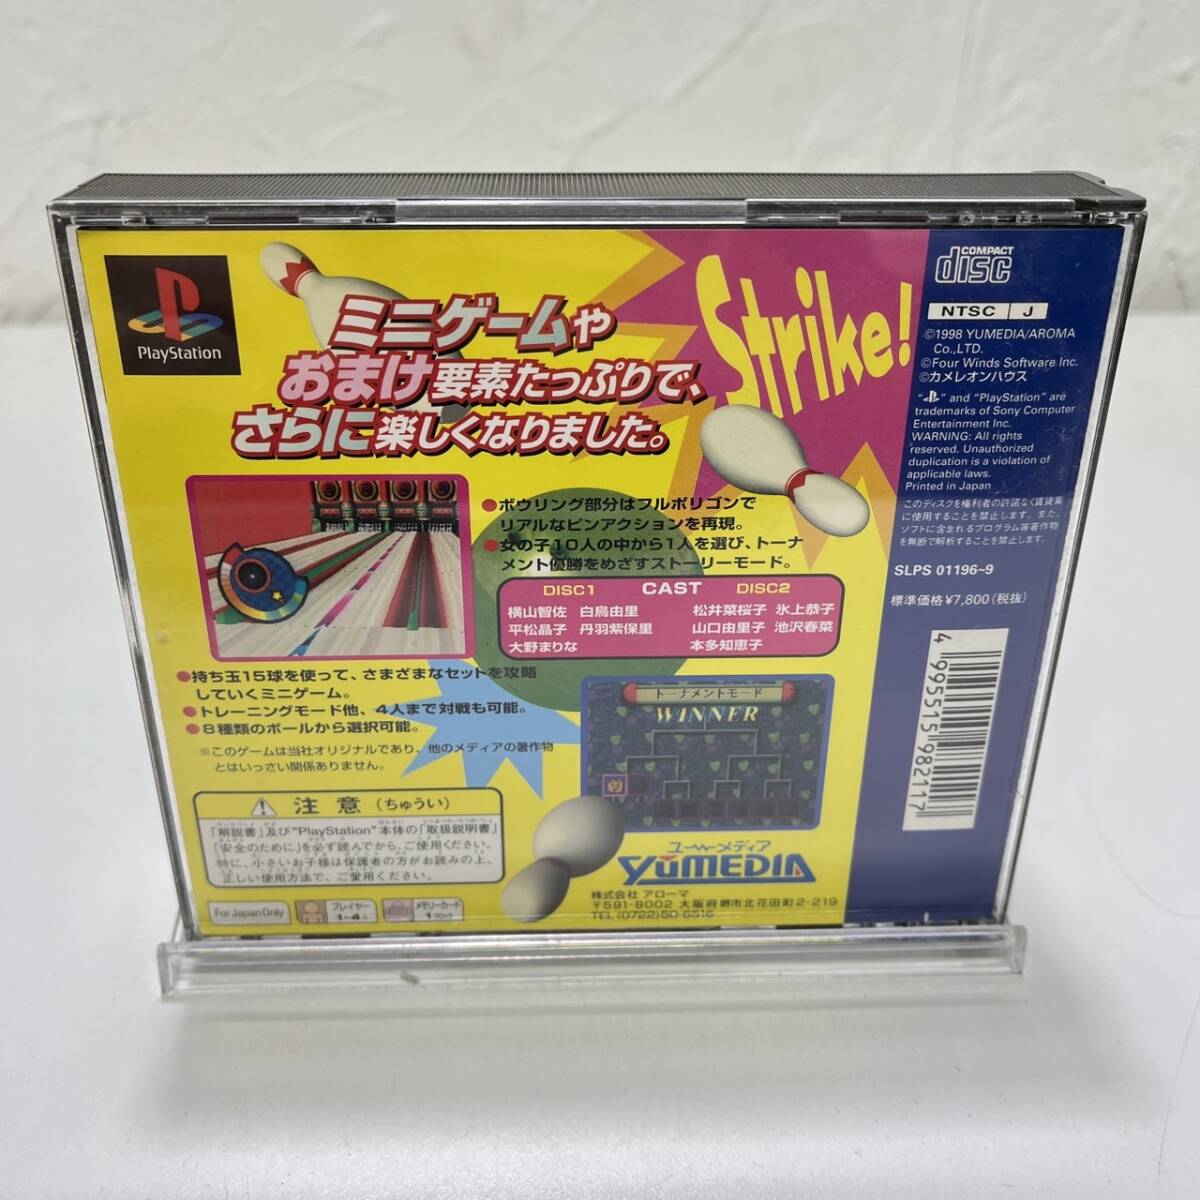 PlayStation
ミニゲームや
おまけ要素たっぷりで、
さらに楽しくなりました。
Strike!
●ボウリング部分はフルポリゴンで
リアルなピンアクションを再現。
●女の子10人の中から1人を選び、トーナ
メント優勝をめざすストーリーモード。
DISC1 CAST DISC2
横山智佐 白鳥由里 松井菜桜子 氷上恭子
平松晶子 丹羽紫保里 山口由里子 池沢春菜
大野まりな 本多知恵子
●持ち玉15球を使って、さまざまなセットを攻略
していくミニゲーム。
●トレーニングモード他、4人まで対戦も可能。
●8種類のボールから選択可能。
※このゲームは当社オリジナルであり、他のメディアの著作物
とはいっさい関係ありません。
トーナメントモード
WINNER
注意(ちゅうい)
「解説書」及び"PlayStation"本体の「取扱説明書」
「安全のために」を必ず読んでから、ご使用ください。
特に、小さいお子様は保護者の方がお読みの上、
正しい使用方法で、ご愛用ください。
For Japan Only
プレイヤー
1~4人
メモリーカード
1ブロック
ユーメディア
YUMEDIA
株式会社 アローマ
〒591-8002 大阪府堺市北花田町2-219
TEL(0722)50-6516
COMPACT
disc
NTSC J
©1998 YUMEDIA/AROMA
Co.,LTD.
©Four Winds Software Inc.
©カメレオンハウス
" " and "PlayStation" are
trademarks of Sony Computer
Entertainment Inc.
WARNING: All rights
reserved. Unauthorized
duplication is a violation of
applicable laws.
Printed in Japan
このディスクを権利者の許諾なく賃貸業
に使用することを禁止します。また、
ソフトに含まれるプログラム等著作物
を無断で解析することを禁止します。
SLPS 01196~9
標準価格¥7,800(税抜)
4 995515 982117